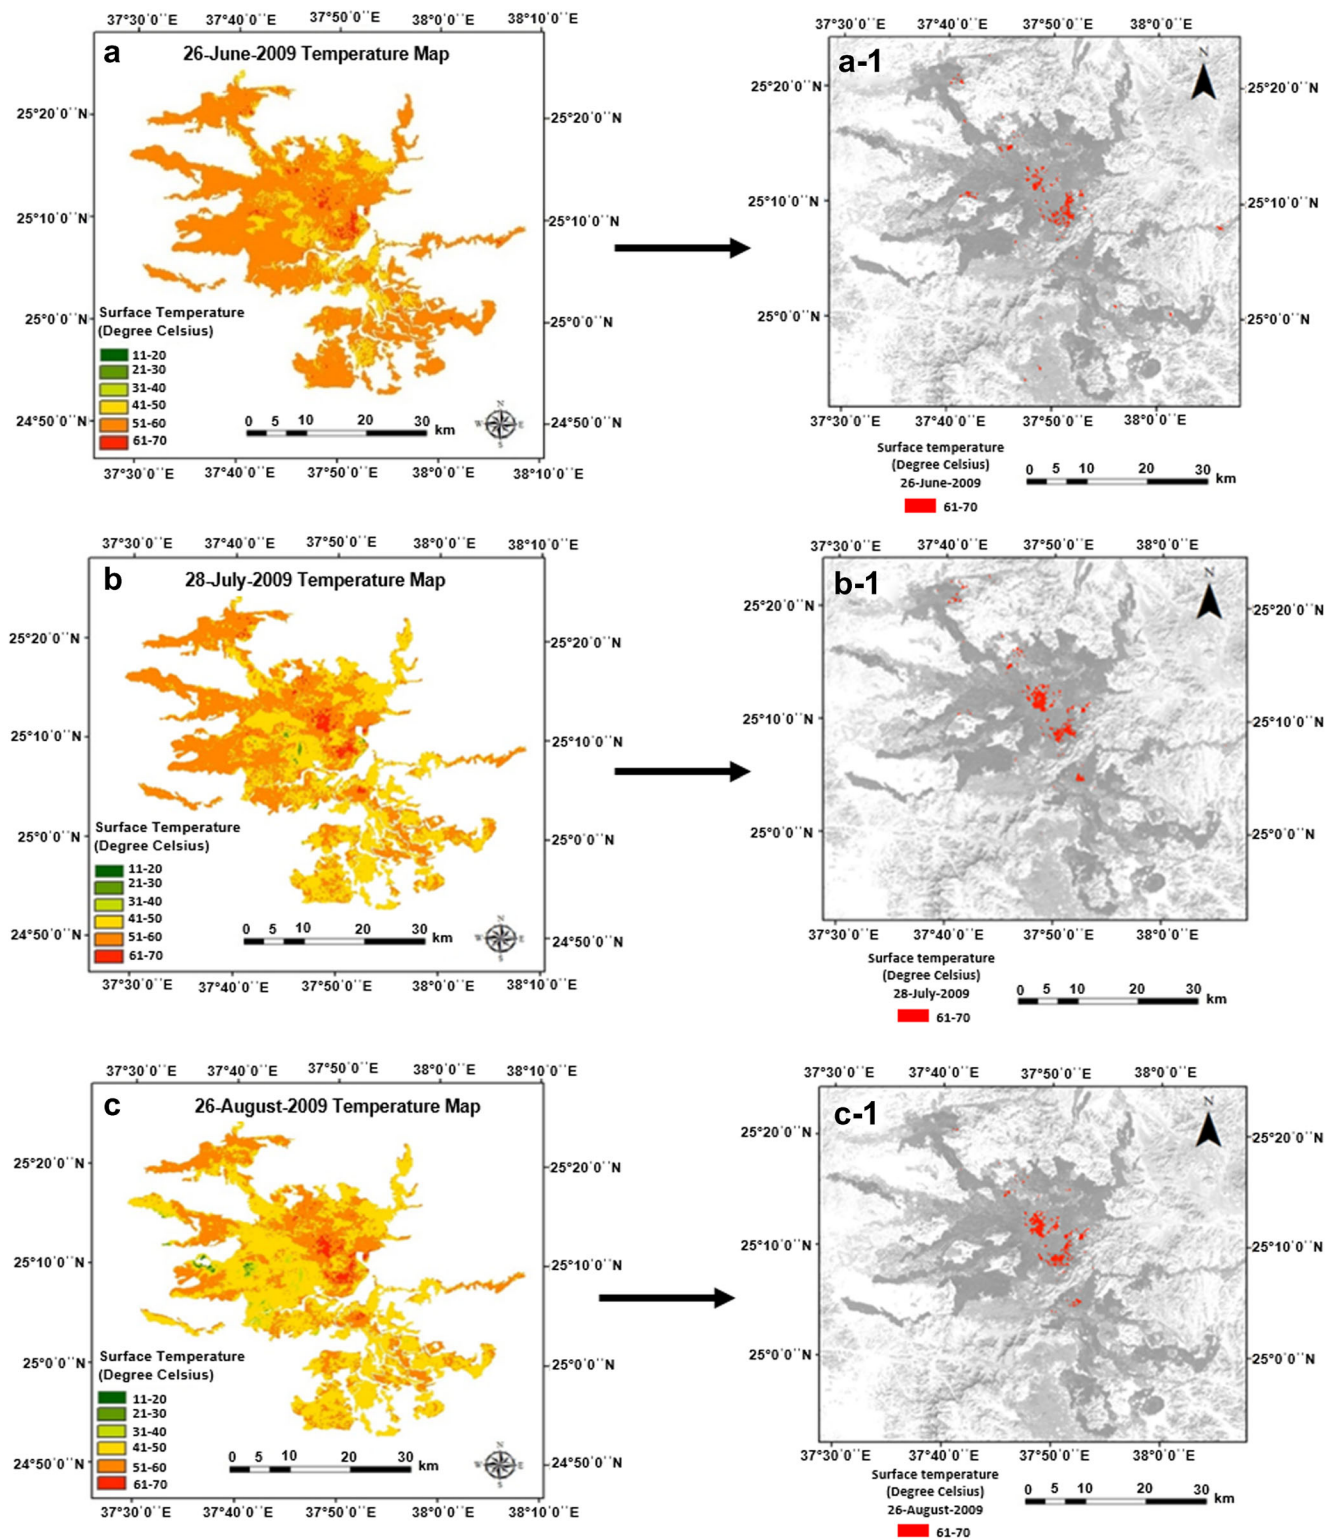 37°30'0''E 37°40'0''E 37°50'0''E 38°0'0''E 38°10'0''E
a
26-June-2009 Temperature Map
25°20'0''N
25°10'0''N
25°0'0''N
24°50'0''N
25°20'0''N
25°10'0''N
25°0'0''N
24°50'0''N
Surface Temperature
(Degree Celsius)
11-20
21-30
31-40
41-50
51-60
61-70
0 5 10 20 30
km
N
W E
S
37°30'0''E 37°40'0''E 37°50'0''E 38°0'0''E 38°10'0''E
37°30'0''E 37°40'0''E 37°50'0''E 38°0'0''E
a-1
N
25°20'0''N
25°10'0''N
25°0'0''N
25°20'0''N
25°10'0''N
25°0'0''N
37°30'0''E 37°40'0''E 37°50'0''E 38°0'0''E
Surface temperature
(Degree Celsius)
26-June-2009
61-70
0 5 10 20 30
km
37°30'0''E 37°40'0''E 37°50'0''E 38°0'0''E 38°10'0''E
b
28-July-2009 Temperature Map
25°20'0''N
25°10'0''N
25°0'0''N
24°50'0''N
25°20'0''N
25°10'0''N
25°0'0''N
24°50'0''N
Surface Temperature
(Degree Celsius)
11-20
21-30
31-40
41-50
51-60
61-70
0 5 10 20 30
km
N
W E
S
37°30'0''E 37°40'0''E 37°50'0''E 38°0'0''E 38°10'0''E
37°30'0''E 37°40'0''E 37°50'0''E 38°0'0''E
b-1
N
25°20'0''N
25°10'0''N
25°0'0''N
25°20'0''N
25°10'0''N
25°0'0''N
37°30'0''E 37°40'0''E 37°50'0''E 38°0'0''E
Surface temperature
(Degree Celsius)
28-July-2009
61-70
0 5 10 20 30
km
37°30'0''E 37°40'0''E 37°50'0''E 38°0'0''E 38°10'0''E
c
26-August-2009 Temperature Map
25°20'0''N
25°10'0''N
25°0'0''N
24°50'0''N
25°20'0''N
25°10'0''N
25°0'0''N
24°50'0''N
Surface Temperature
(Degree Celsius)
11-20
21-30
31-40
41-50
51-60
61-70
0 5 10 20 30
km
N
W E
S
37°30'0''E 37°40'0''E 37°50'0''E 38°0'0''E 38°10'0''E
37°30'0''E 37°40'0''E 37°50'0''E 38°0'0''E
c-1
N
25°20'0''N
25°10'0''N
25°0'0''N
25°20'0''N
25°10'0''N
25°0'0''N
37°30'0''E 37°40'0''E 37°50'0''E 38°0'0''E
Surface temperature
(Degree Celsius)
26-August-2009
61-70
0 5 10 20 30
km